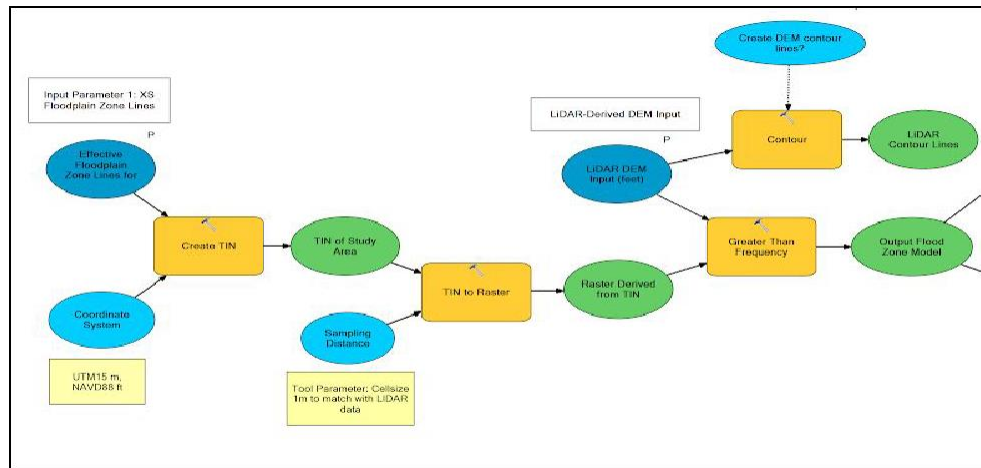 Create DEM contour
lines?
Input Parameter 1: XS
Floodplain Zone Lines
P
Effective
Floodplain
Zone Lines for
LiDAR-Derived DEM Input
P
LiDAR DEM
Input (feet)
Contour
LiDAR
Contour Lines
Create TIN
TIN of Study
Area
TIN to Raster
Raster Derived
from TIN
Greater Than
Frequency
Output Flood
Zone Model
Coordinate
System
Sampling
Distance
UTM15 m,
NAVD88 ft
Tool Parameter: Cellsize
1m to match with LiDAR
data